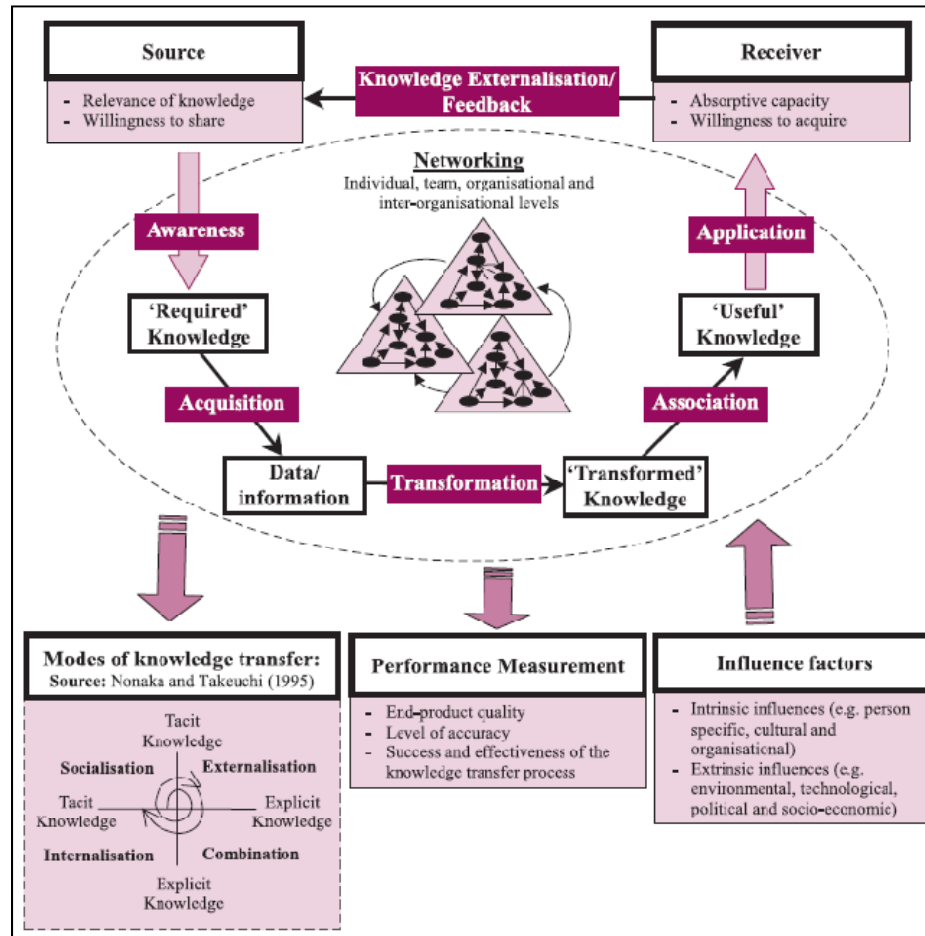 Source
- Relevance of knowledge
- Willingness to share
Knowledge Externalisation/
Feedback
Receiver
- Absorptive capacity
- Willingness to acquire
Networking
Individual, team, organisational and
inter-organisational levels
Awareness
Application
'Required'
Knowledge
'Useful'
Knowledge
Acquisition
Association
Data/
information
Transformation
'Transformed'
Knowledge
Modes of knowledge transfer:
Source: Nonaka and Takeuchi (1995)
Tacit
Knowledge
Socialisation
Externalisation
Tacit
Knowledge
Explicit
Knowledge
Internalisation
Combination
Explicit
Knowledge
Performance Measurement
- End-product quality
- Level of accuracy
- Success and effectiveness of the
knowledge transfer process
Influence factors
- Intrinsic influences (e.g. person
specific, cultural and
organisational)
- Extrinsic influences (e.g.
environmental, technological,
political and socio-economic)